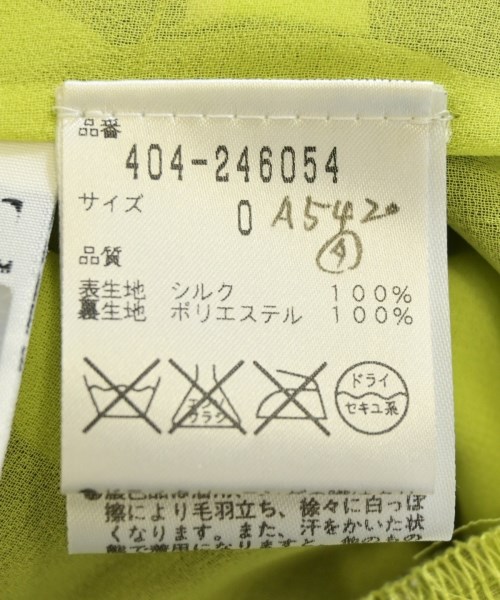 品番
404-246054
サイズ
0 A542
4
品質
表生地 シルク 100%
裏生地 ポリエステル 100%
ドライ
セキユ系
擦により毛羽立ち、徐々に白っぽ
くなります。また、汗をかいた状
M